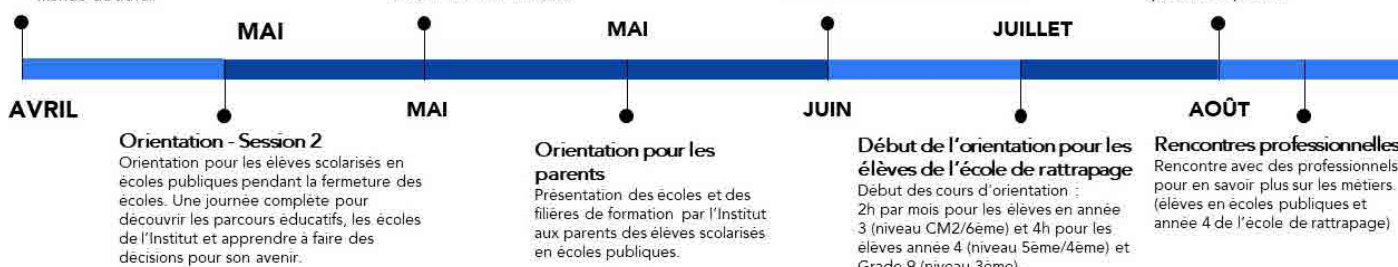 MAI
MAI
JUILLET
AVRIL
MAI
JUIN
AOÛT
Orientation - Session 2
Orientation pour les élèves scolarisés en
écoles publiques pendant la fermeture des
écoles. Une journée complète pour
découvrir les parcours éducatifs, les écoles
de l'Institut et apprendre à faire des
décisions pour son avenir.
Orientation pour les
parents
Présentation des écoles et des
filières de formation par l'Institut
aux parents des élèves scolarisés
en écoles publiques.
Début de l'orientation pour les
élèves de l'école de rattrapage
Début des cours d'orientation :
2h par mois pour les élèves en année
3 (niveau CM2/6ème) et 4h pour les
élèves année 4 (niveau 5ème/4ème) et
Grade 9 (niveau 3ème)
Rencontres professionnelles
Rencontre avec des professionnels
pour en savoir plus sur les métiers.
(élèves en écoles publiques et
année 4 de l'école de rattrapage)